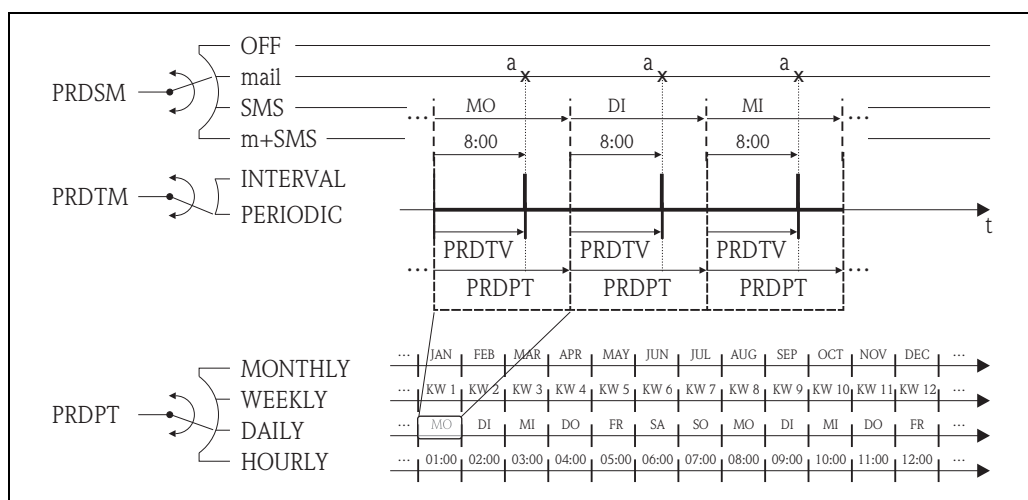 OFF
a a a
PRDSM mail
SMS ... MO DI MI ...
m+SMS 8:00 8:00 8:00
INTERVAL
PRDTM
PERIODIC
t
PRDTV PRDTV PRDTV
... ...
PRDPT PRDPT PRDPT
... JAN FEB MAR APR MAY JUN JUL AUG SEP OCT NOV DEC ...
MONTHLY
... KW 1 KW 2 KW 3 KW 4 KW 5 KW 6 KW 7 KW 8 KW 9 KW 10 KW 11 KW 12 ...
WEEKLY
PRDPT
... MO DI MI DO FR SA SO MO DI MI DO FR ...
DAILY
... 01:00 02:00 03:00 04:00 05:00 06:00 07:00 08:00 09:00 10:00 11:00 12:00 ...
HOURLY